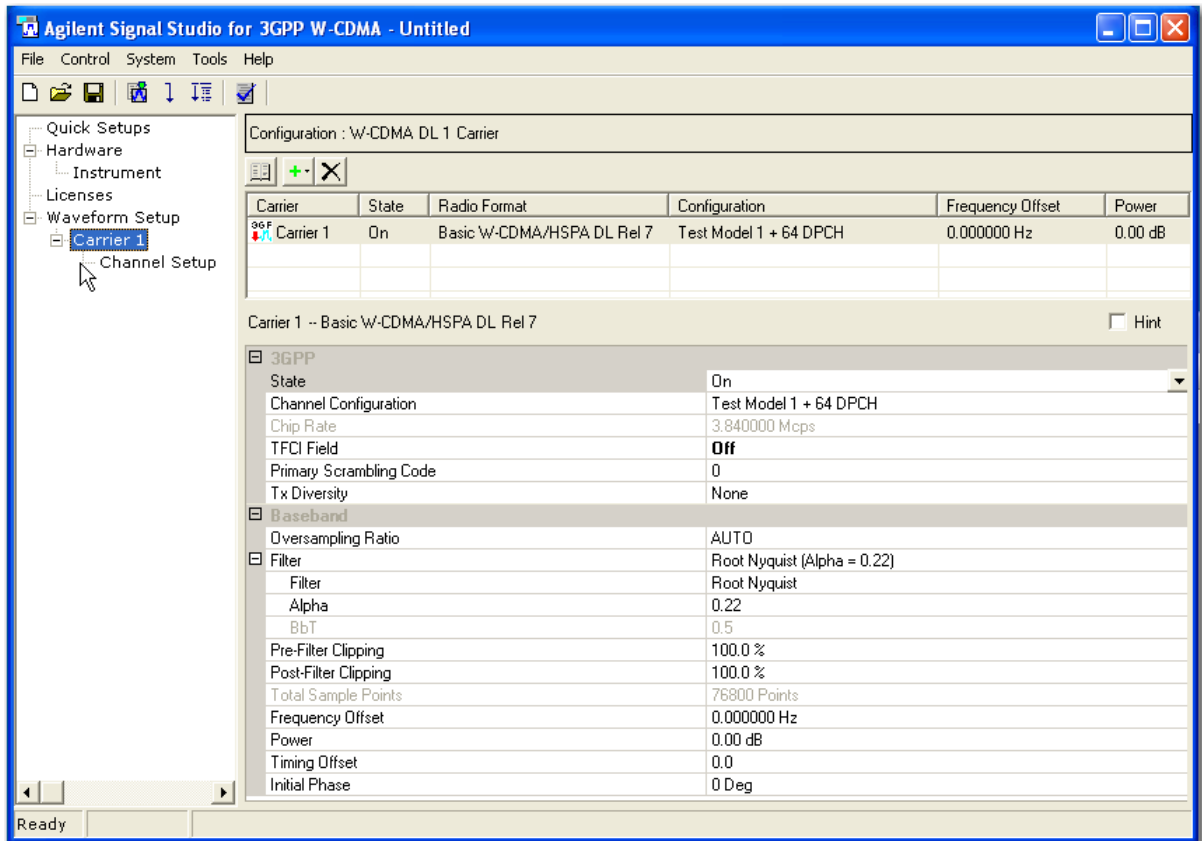 Agilent Signal Studio for 3GPP W-CDMA - Untitled
File Control System Tools Help
Quick Setups
Hardware
Instrument
Licenses
Waveform Setup
Carrier 1
Channel Setup
Configuration : W-CDMA DL 1 Carrier
Carrier State Radio Format Configuration Frequency Offset Power
Carrier 1 On Basic W-CDMA/HSPA DL Rel 7 Test Model 1 + 64 DPCH 0.000000 Hz 0.00 dB
Carrier 1 -- Basic W-CDMA/HSPA DL Rel 7 Hint
3GPP
State On
Channel Configuration Test Model 1 + 64 DPCH
Chip Rate 3.840000 Mcps
TFCI Field Off
Primary Scrambling Code 0
Tx Diversity None
Baseband
Oversampling Ratio AUTO
Filter Root Nyquist (Alpha = 0.22)
Filter Root Nyquist
Alpha 0.22
BbT 0.5
Pre-Filter Clipping 100.0 %
Post-Filter Clipping 100.0 %
Total Sample Points 76800 Points
Frequency Offset 0.000000 Hz
Power 0.00 dB
Timing Offset 0.0
Initial Phase 0 Deg
Ready